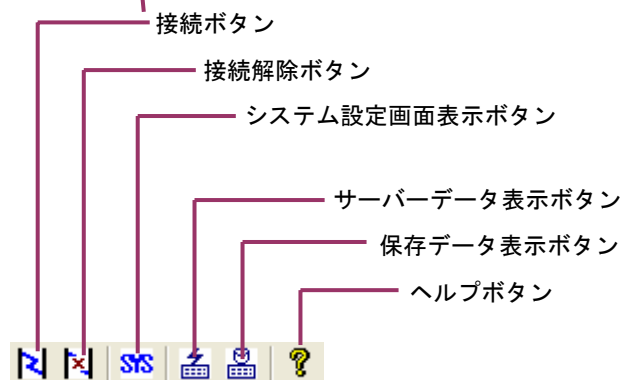 接続ボタン
接続解除ボタン
システム設定画面表示ボタン
サーバーデータ表示ボタン
保存データ表示ボタン
ヘルプボタン
SYS
?